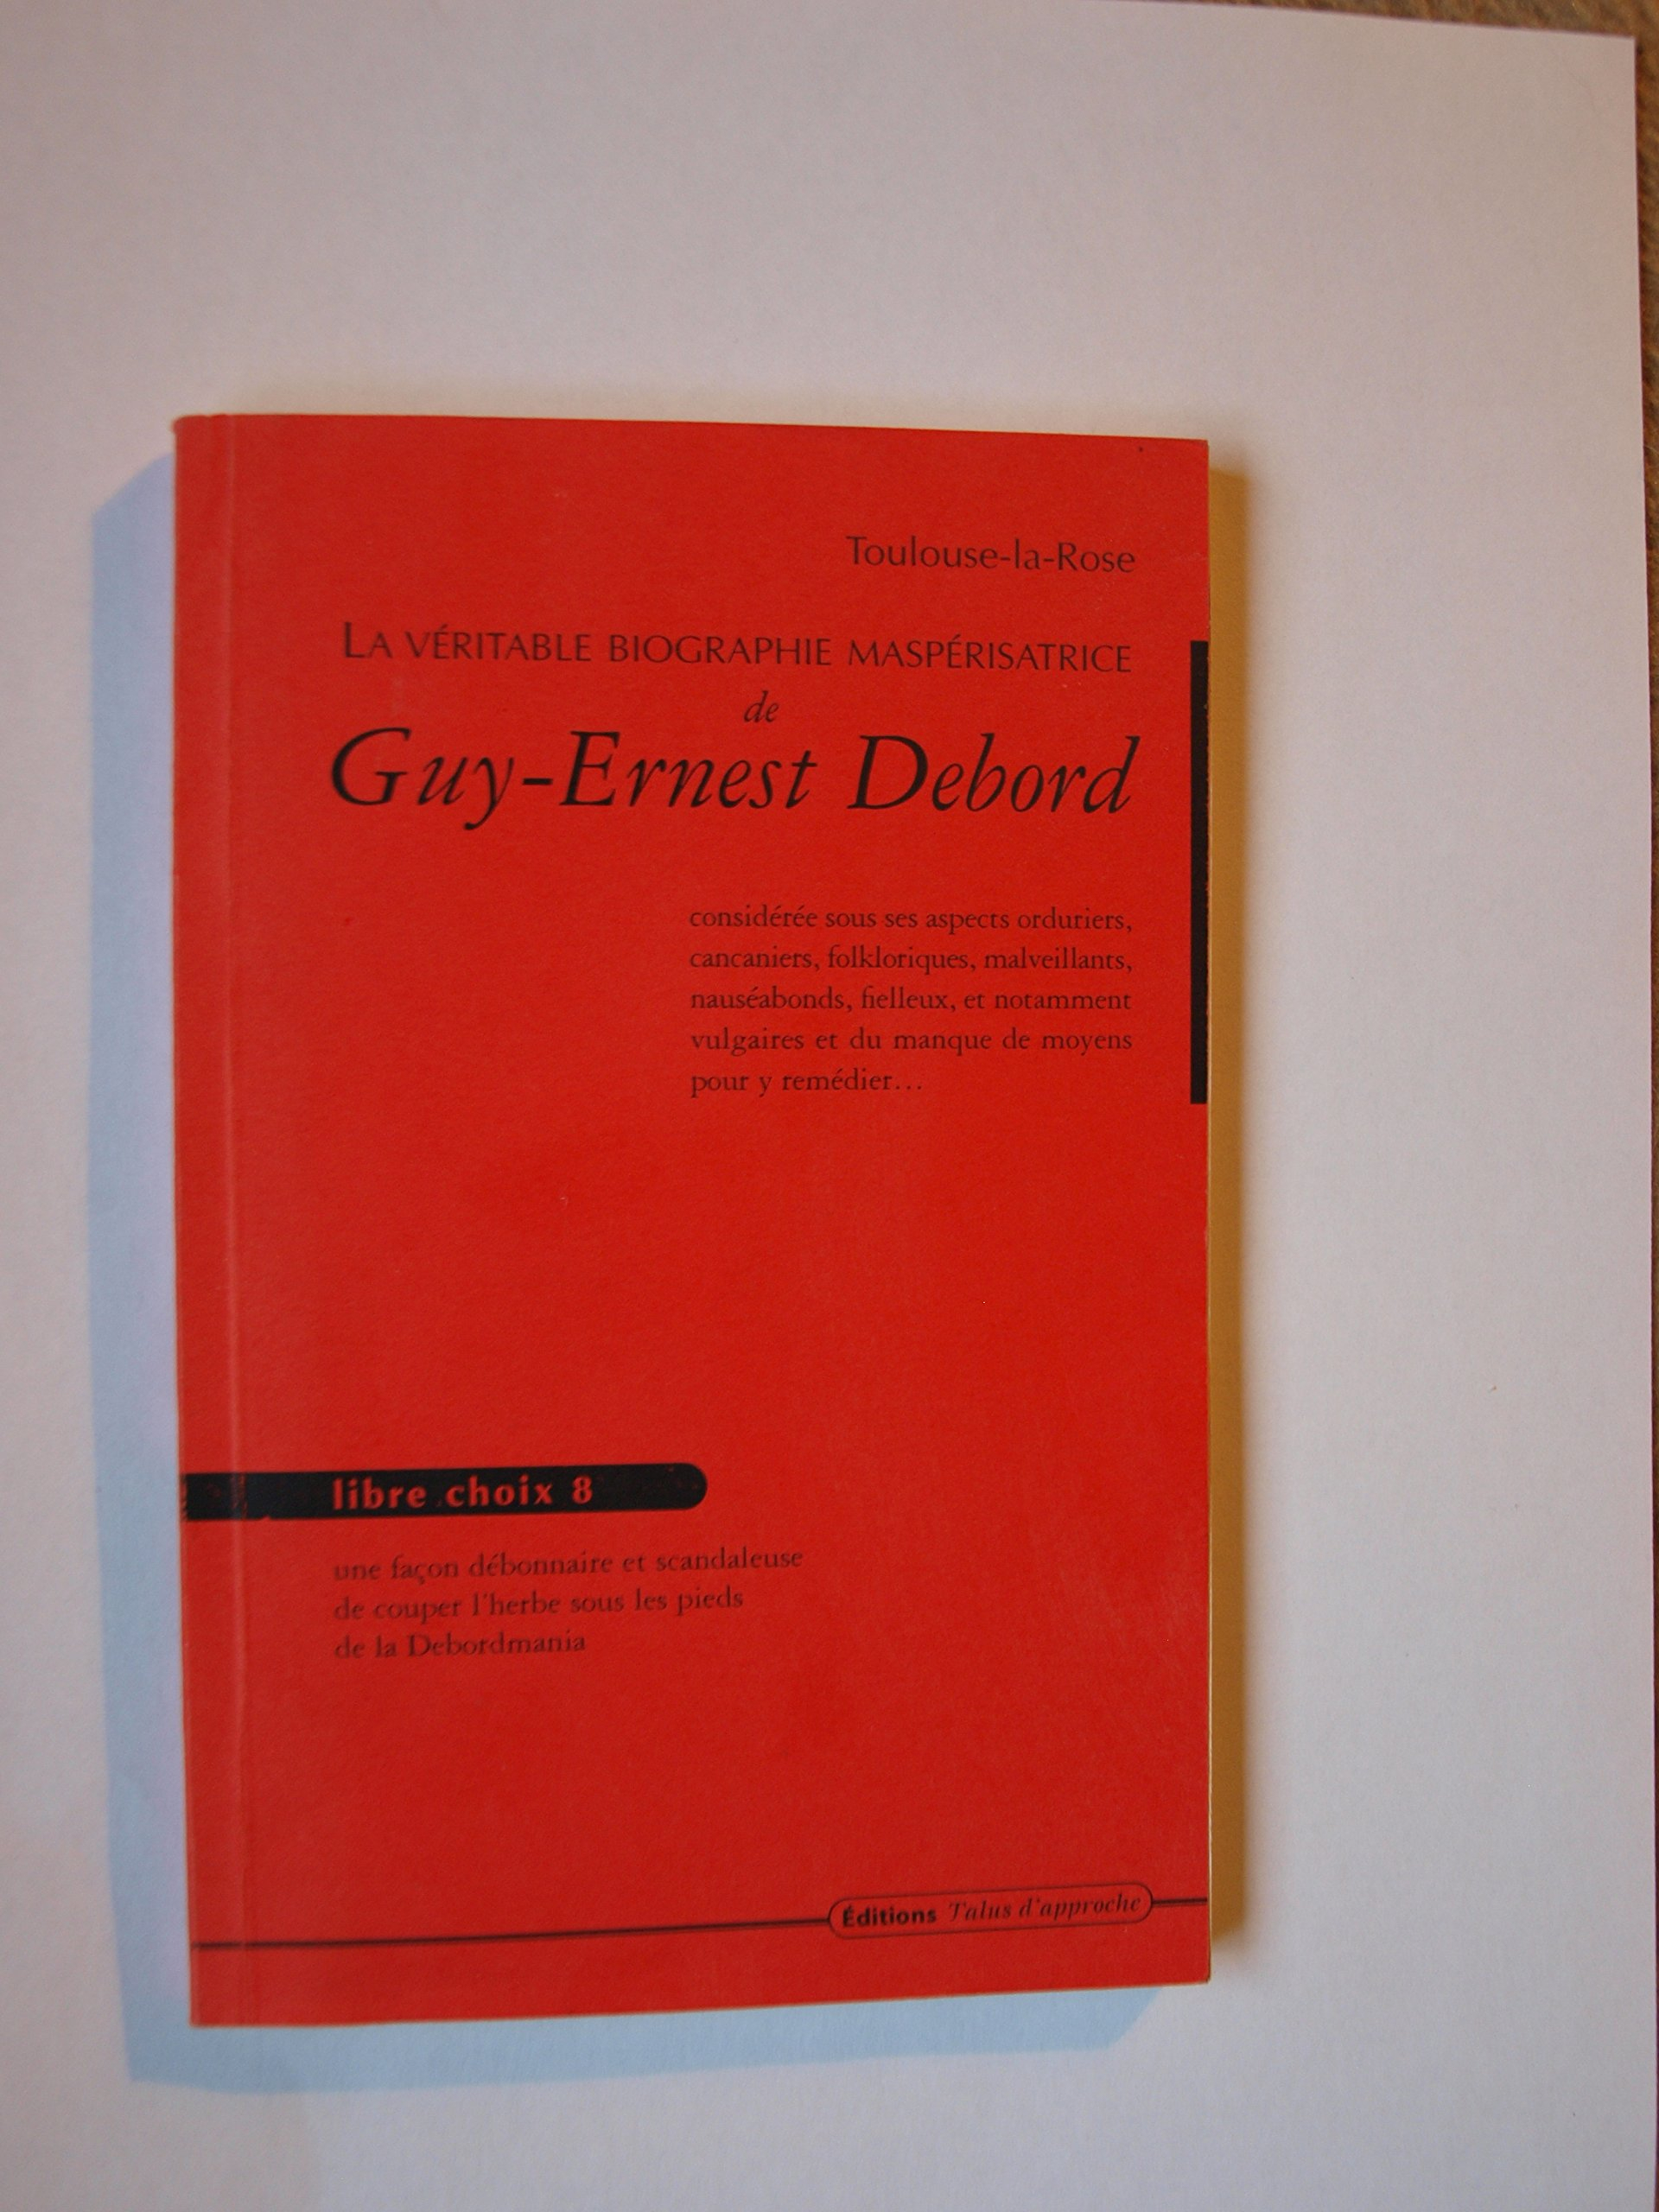 Toulouse-la-Rose
LA VÉRITABLE BIOGRAPHIE MASPÉRISATRICE
de
Guy-Ernest Debord
considérée sous ses aspects orduriers,
cancaniers, folkloriques, malveillants,
nauséabonds, fielleux, et notamment
vulgaires et du manque de moyens
pour y remédier...
libre choix 8
une façon débonnaire et scandaleuse
de couper l'herbe sous les pieds
de la Debordmania
Éditions Talus d'approche